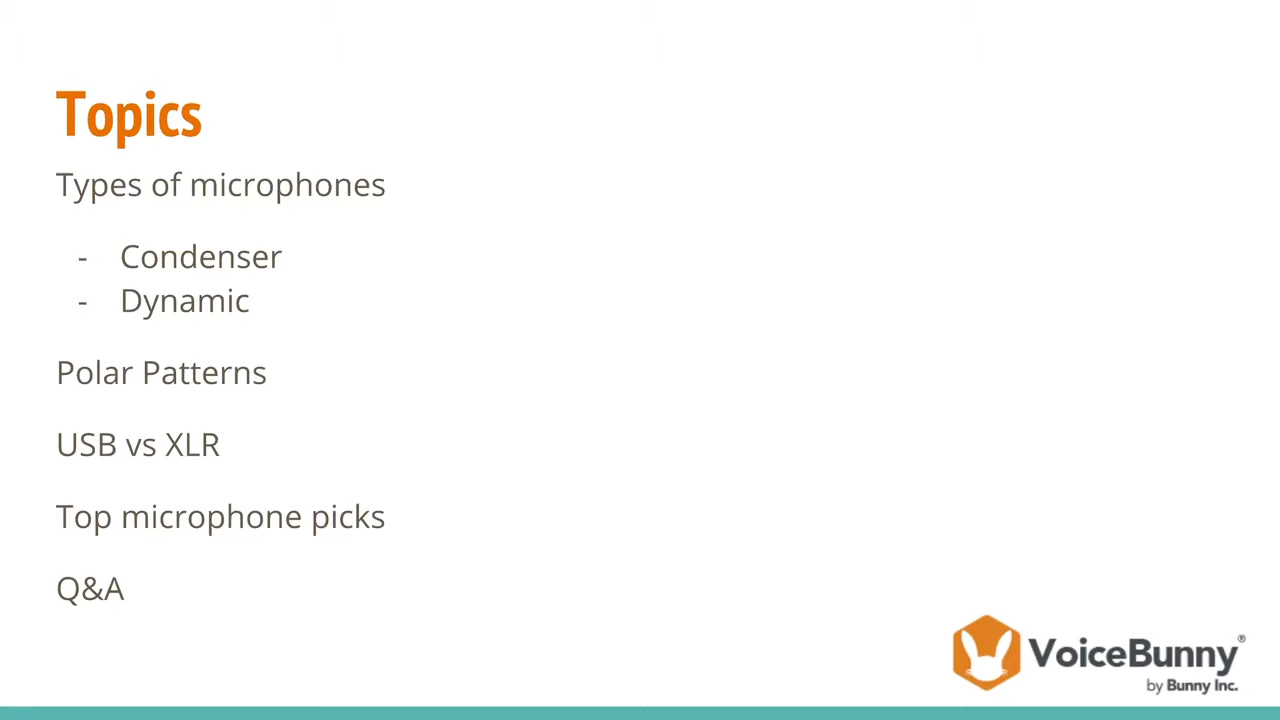 Topics
Types of microphones
- Condenser
- Dynamic
Polar Patterns
USB vs XLR
Top microphone picks
Q&A
VoiceBunny®
by Bunny Inc.